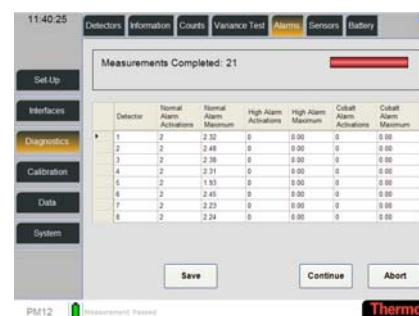 11:40:25
Detectors Information Counts Variance Test Alarms Sensors Battery
Measurements Completed: 21
Set-Up
Interfaces
Diagnostics
Calibration
Data
System
Detector Normal Alarm Activations Normal Alarm Maximum High Alarm Activations High Alarm Maximum Cobalt Alarm Activations Cobalt Alarm Maximum
1 2 2.32 0 0.00 0 0.00
2 2 2.48 0 0.00 0 0.00
3 2 2.38 0 0.00 0 0.00
4 2 2.31 0 0.00 0 0.00
5 2 1.93 0 0.00 0 0.00
6 2 2.45 0 0.00 0 0.00
7 2 2.23 0 0.00 0 0.00
8 2 2.24 0 0.00 0 0.00
Save Continue Abort
PM12 Measurement Passed Thermo